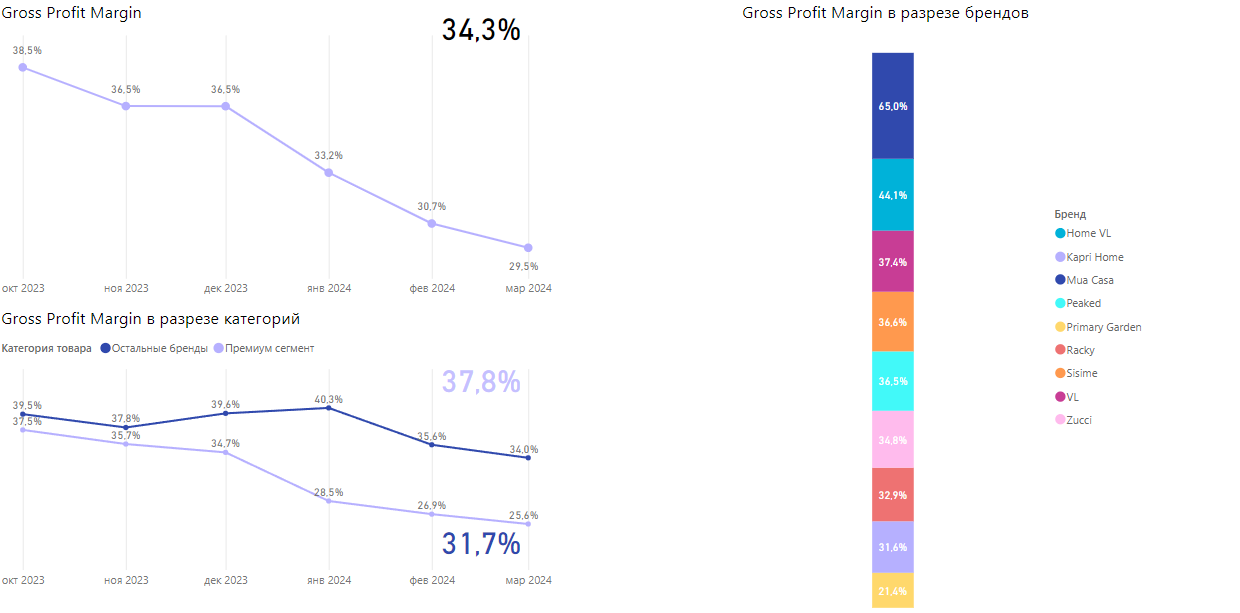 Gross Profit Margin
34,3%
38,5%
36,5%
36,5%
33,2%
30,7%
29,5%
окт 2023
ноя 2023
дек 2023
янв 2024
фев 2024
мар 2024
Gross Profit Margin в разрезе категорий
Категория товара Остальные бренды Премиум сегмент
37,8%
39,5%
37,8%
39,6%
40,3%
35,6%
34,0%
37,5%
35,7%
34,7%
28,5%
26,9%
25,6%
31,7%
окт 2023
ноя 2023
дек 2023
янв 2024
фев 2024
мар 2024
Gross Profit Margin в разрезе брендов
65,0%
44,1%
37,4%
36,6%
36,5%
34,8%
32,9%
31,6%
21,4%
Бренд
Home VL
Kapri Home
Mua Casa
Peaked
Primary Garden
Racky
Sisime
VL
Zucci